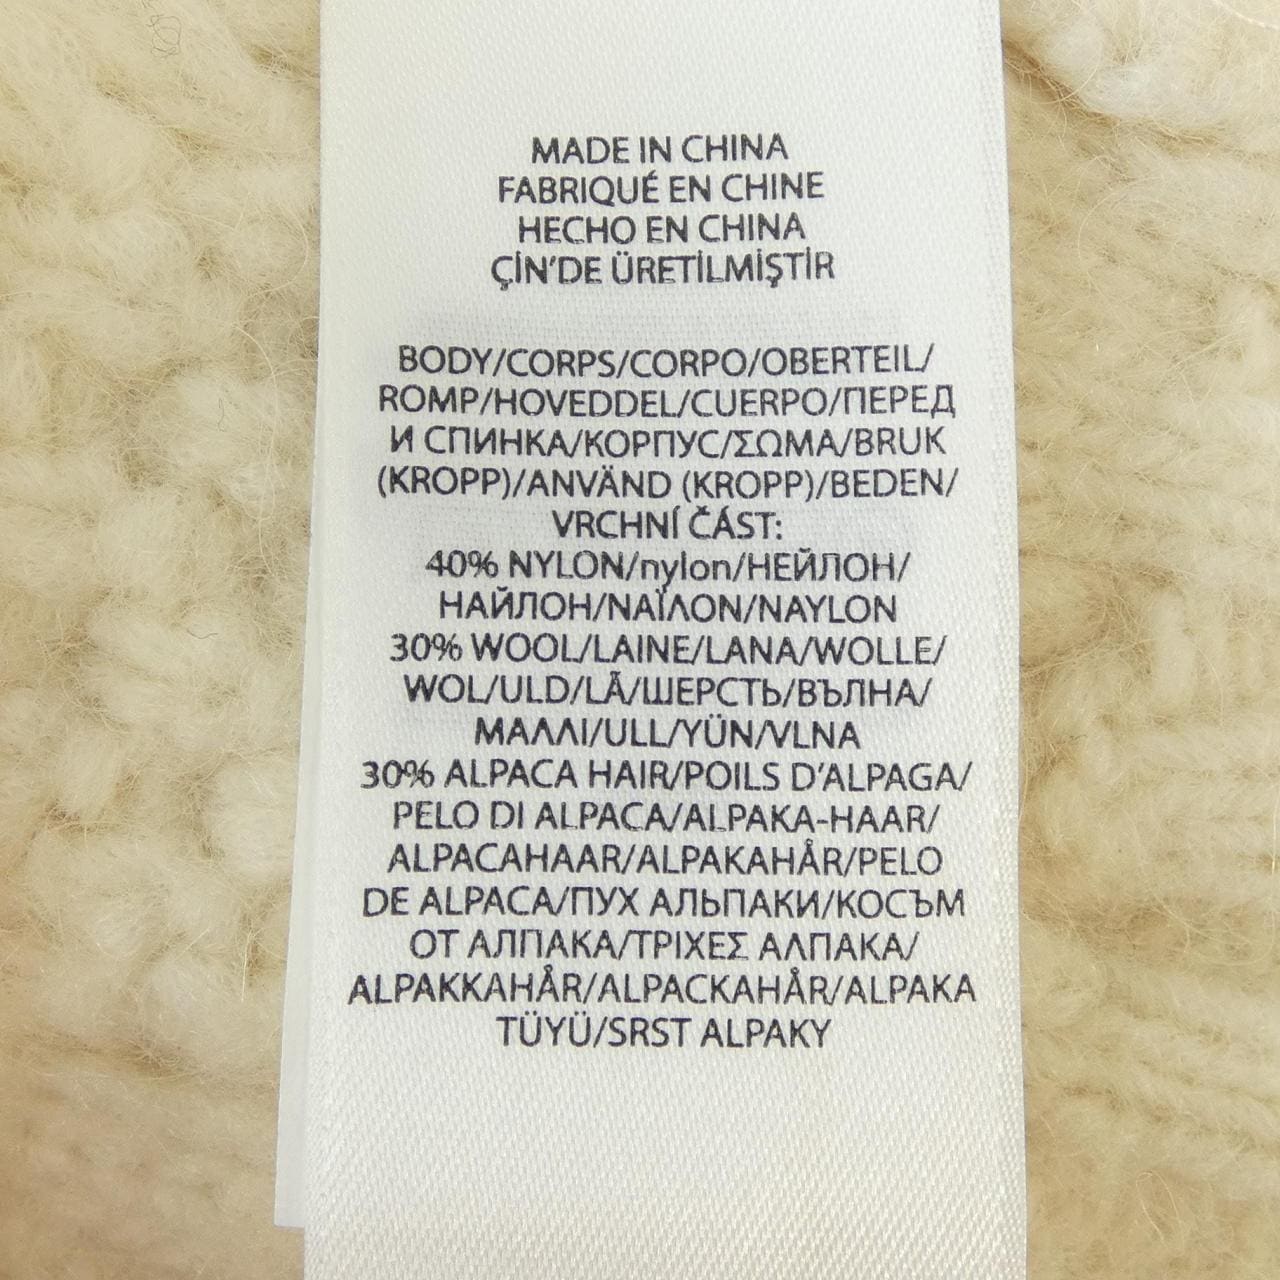 MADE IN CHINA
FABRIQUÉ EN CHINE
HECHO EN CHINA
ÇİN'DE ÜRETİLMİŞTİR
BODY/CORPS/CORPO/OBERTEIL/
ROMP/HOVEDDEL/CUERPO/ПЕРЕД
И СПИНКА/КОРПУС/ΣΩΜΑ/BRUK
(KROPP)/ANVÄND (KROPP)/BEDEN/
VRCHNÍ ČÁST:
40% NYLON/nylon/НЕЙЛОН/
НАЙЛОН/ΝΑΪΛΟΝ/NAYLON
30% WOOL/LAINE/LANA/WOLLE/
WOL/ULD/LÃ/ШЕРСТЬ/ВЪЛНА/
ΜΑΛΛΙ/ULL/YÜN/VLNA
30% ALPACA HAIR/POILS D'ALPAGA/
PELO DI ALPACA/ALPAKA-HAAR/
ALPACAHAAR/ALPAKAHÅR/PELO
DE ALPACA/ПУХ АЛЬПАКИ/КОСЪМ
ОТ АЛПАКА/ΤΡΙΧΕΣ ΑΛΠΑΚΑ/
ALPAKKAHÅR/ALPACKAHÅR/ALPAKA
TÜYÜ/SRST ALPAKY